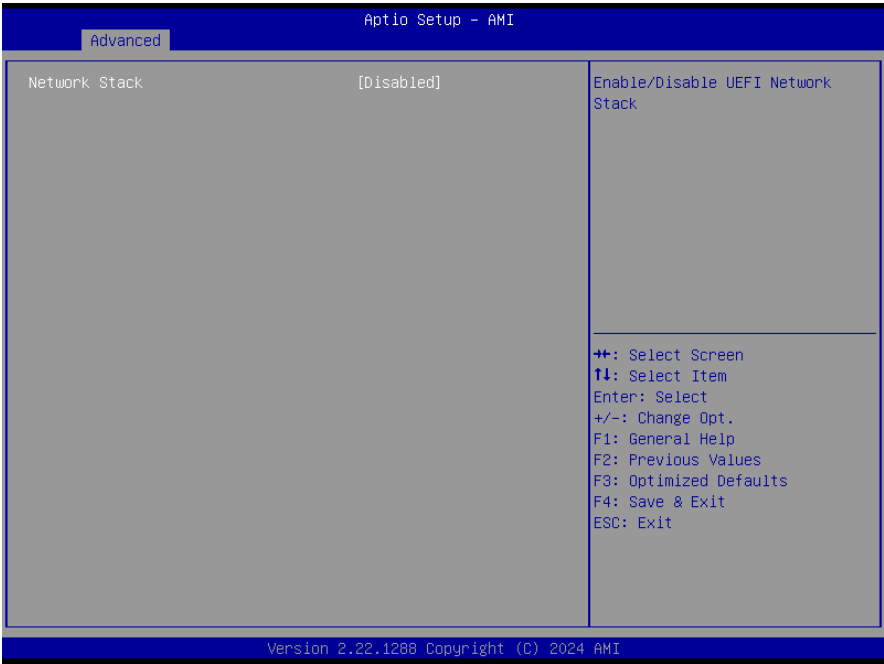 Aptio Setup – AMI
Advanced
Network Stack [Disabled]
Enable/Disable UEFI Network
Stack
→←: Select Screen
↑↓: Select Item
Enter: Select
+/-: Change Opt.
F1: General Help
F2: Previous Values
F3: Optimized Defaults
F4: Save & Exit
ESC: Exit
Version 2.22.1288 Copyright (C) 2024 AMI